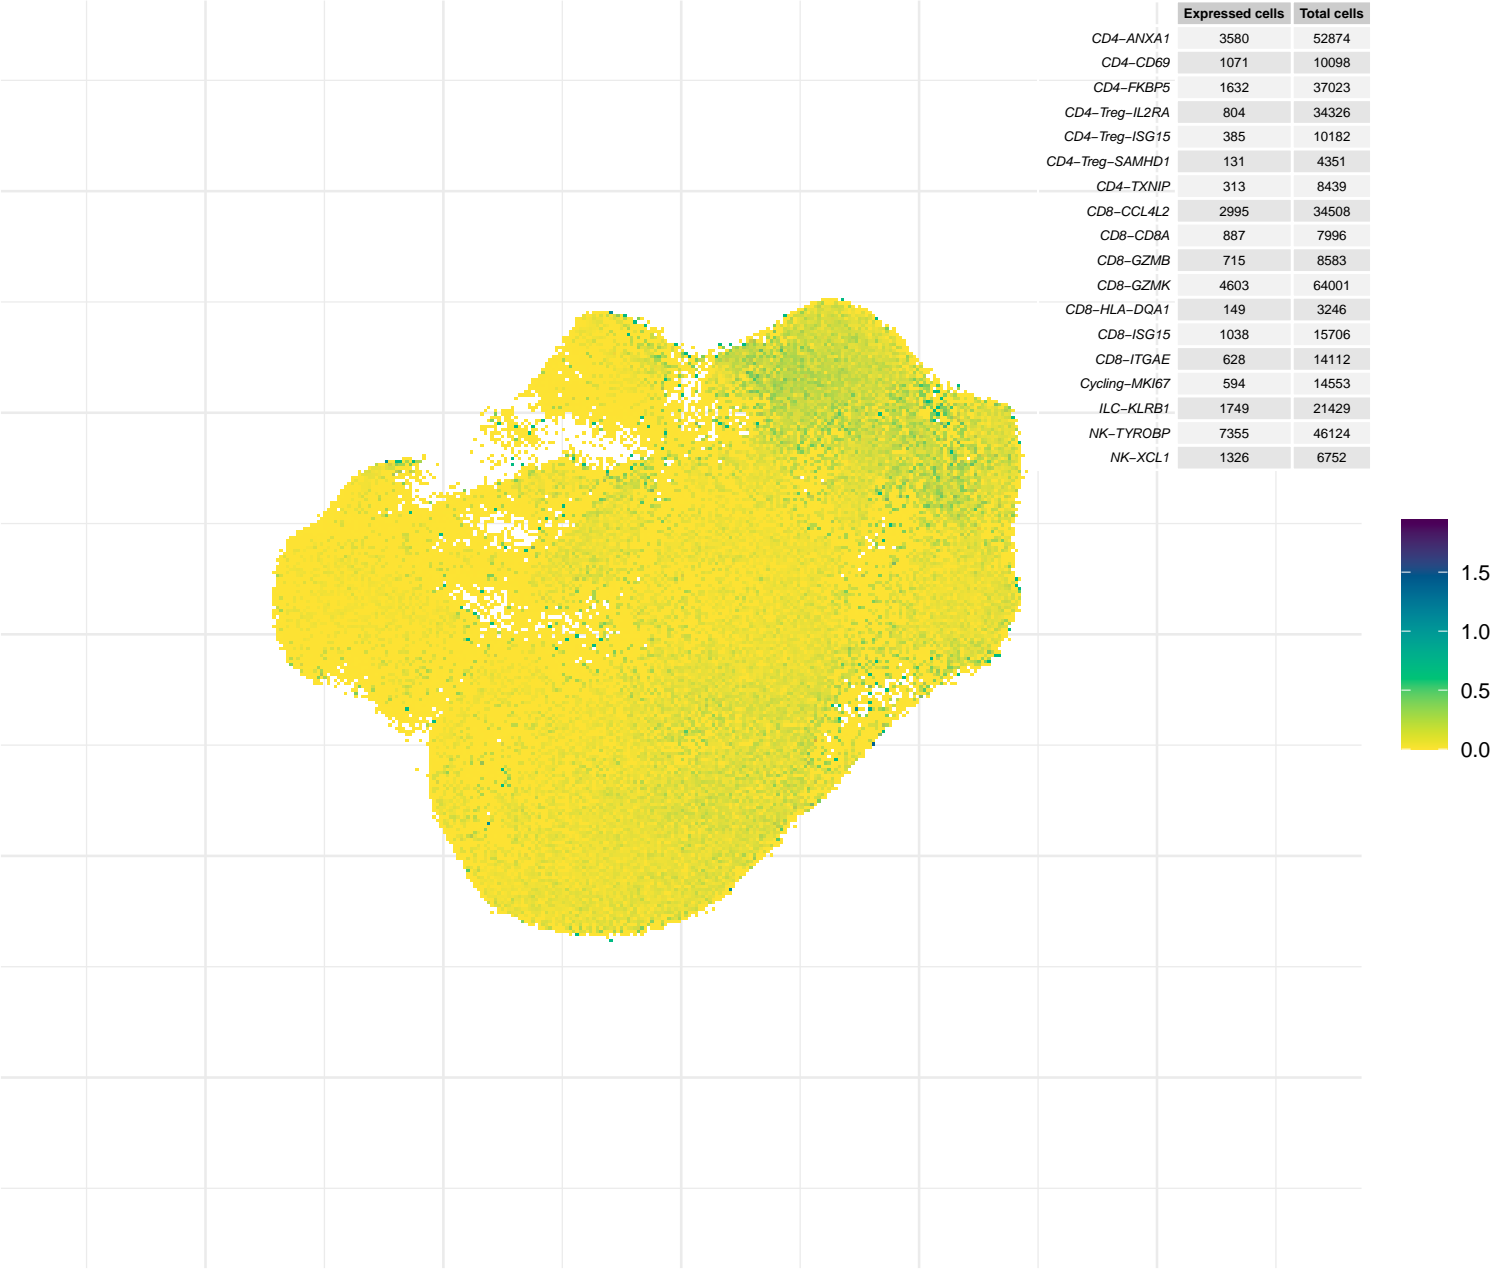 Expressed cells Total cells
CD4−ANXA1 3580 52874
CD4−CD69 1071 10098
CD4−FKBP5 1632 37023
CD4−Treg−IL2RA 804 34326
CD4−Treg−ISG15 385 10182
CD4−Treg−SAMHD1 131 4351
CD4−TXNIP 313 8439
CD8−CCL4L2 2995 34508
CD8−CD8A 887 7996
CD8−GZMB 715 8583
CD8−GZMK 4603 64001
CD8−HLA−DQA1 149 3246
CD8−ISG15 1038 15706
CD8−ITGAE 628 14112
Cycling−MKI67 594 14553
ILC−KLRB1 1749 21429
NK−TYROBP 7355 46124
NK−XCL1 1326 6752
1.5
1.0
0.5
0.0